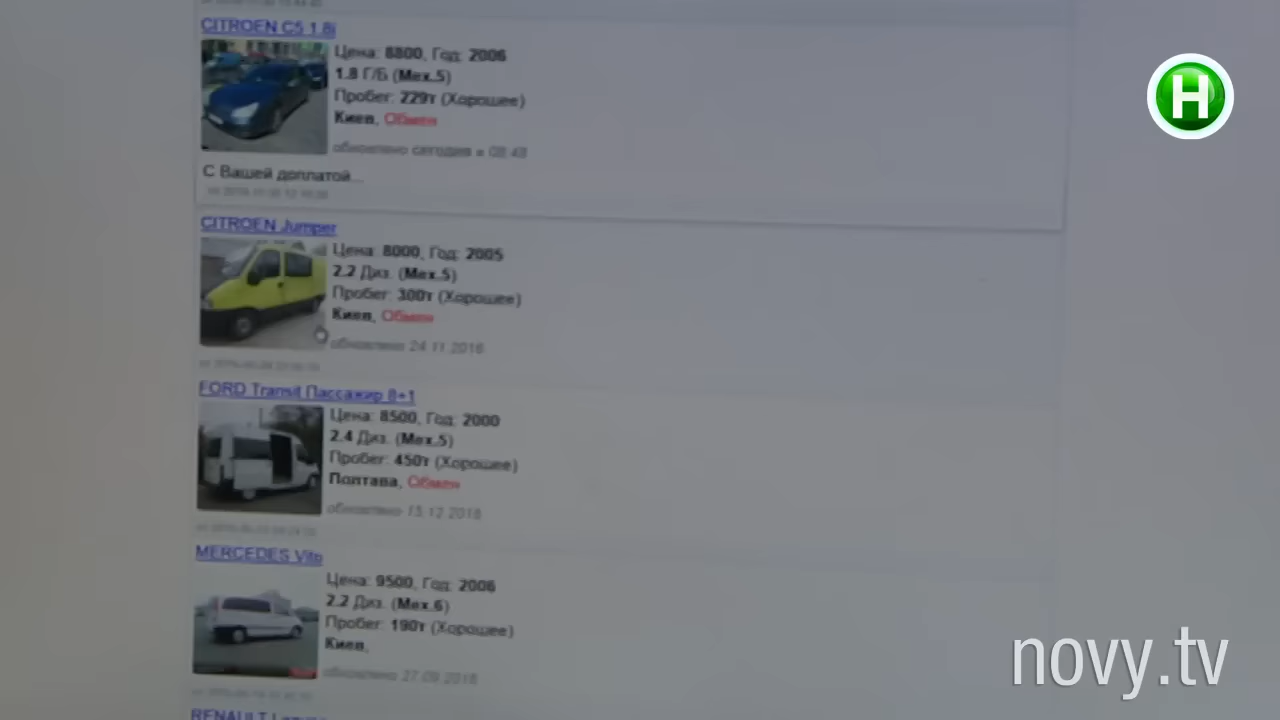 CITROEN C5 1.8i
Цена: 8800, Год: 2006
1.8 Г/Б (Мех.5)
Пробег: 229т (Хорошее)
Киев, Обмен
обновлено сегодня в 08:43
С Вашей доплатой...
CITROEN Jumper
Цена: 8000, Год: 2005
2.2 Диз. (Мех.5)
Пробег: 300т (Хорошее)
Киев, Обмен
обновлено 24.11.2016
FORD Transit Пассажир 8+1
Цена: 8500, Год: 2000
2.4 Диз. (Мех.5)
Пробег: 450т (Хорошее)
Полтава, Обмен
обновлено 15.12.2016
MERCEDES Vito
Цена: 9500, Год: 2006
2.2 Диз. (Мех.6)
Пробег: 190т (Хорошее)
Киев,
обновлено 27.09.2016
RENAULT
Н
novy.tv